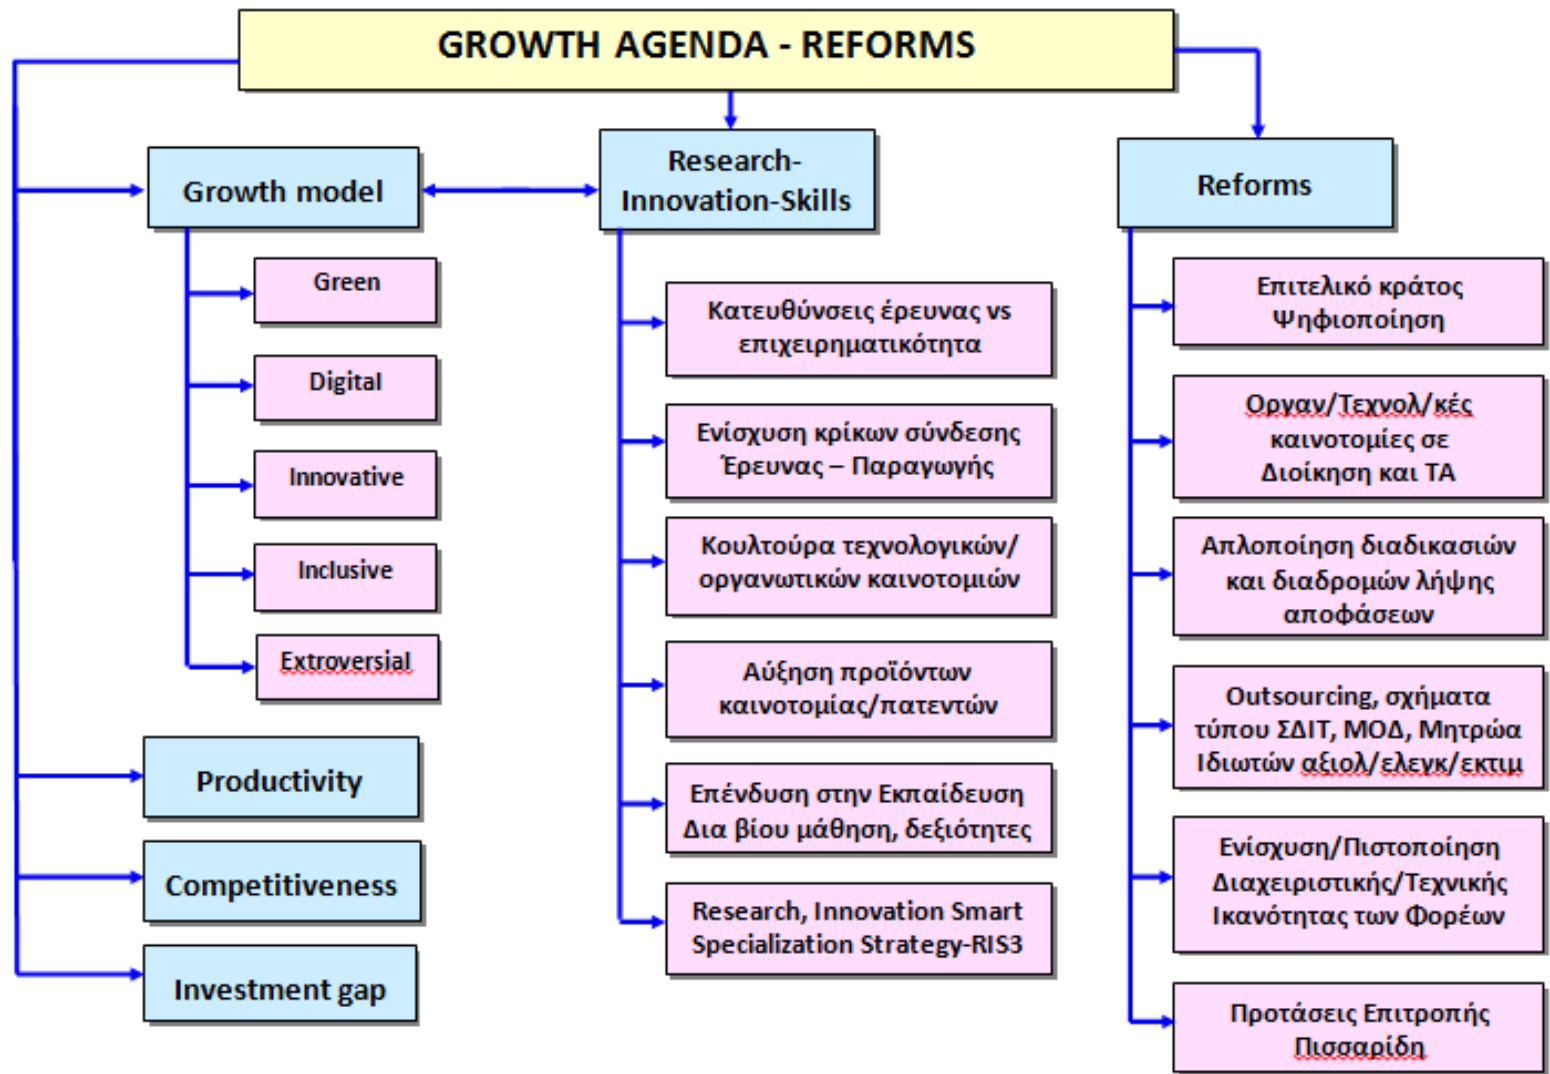 GROWTH AGENDA - REFORMS
Growth model
Green
Digital
Innovative
Inclusive
Extroversial
Productivity
Competitiveness
Investment gap
Research-
Innovation-Skills
Κατευθύνσεις έρευνας vs
επιχειρηματικότητα
Ενίσχυση κρίκων σύνδεσης
Έρευνας – Παραγωγής
Κουλτούρα τεχνολογικών/
οργανωτικών καινοτομιών
Αύξηση προϊόντων
καινοτομίας/πατεντών
Επένδυση στην Εκπαίδευση
Δια βίου μάθηση, δεξιότητες
Research, Innovation Smart
Specialization Strategy-RIS3
Reforms
Επιτελικό κράτος
Ψηφιοποίηση
Οργαν/Τεχνολ/κές
καινοτομίες σε
Διοίκηση και ΤΑ
Απλοποίηση διαδικασιών
και διαδρομών λήψης
αποφάσεων
Outsourcing, σχήματα
τύπου ΣΔΙΤ, ΜΟΔ, Μητρώα
Ιδιωτών αξιολ/ελεγκ/εκτιμ
Ενίσχυση/Πιστοποίηση
Διαχειριστικής/Τεχνικής
Ικανότητας των Φορέων
Προτάσεις Επιτροπής
Πισσαρίδη